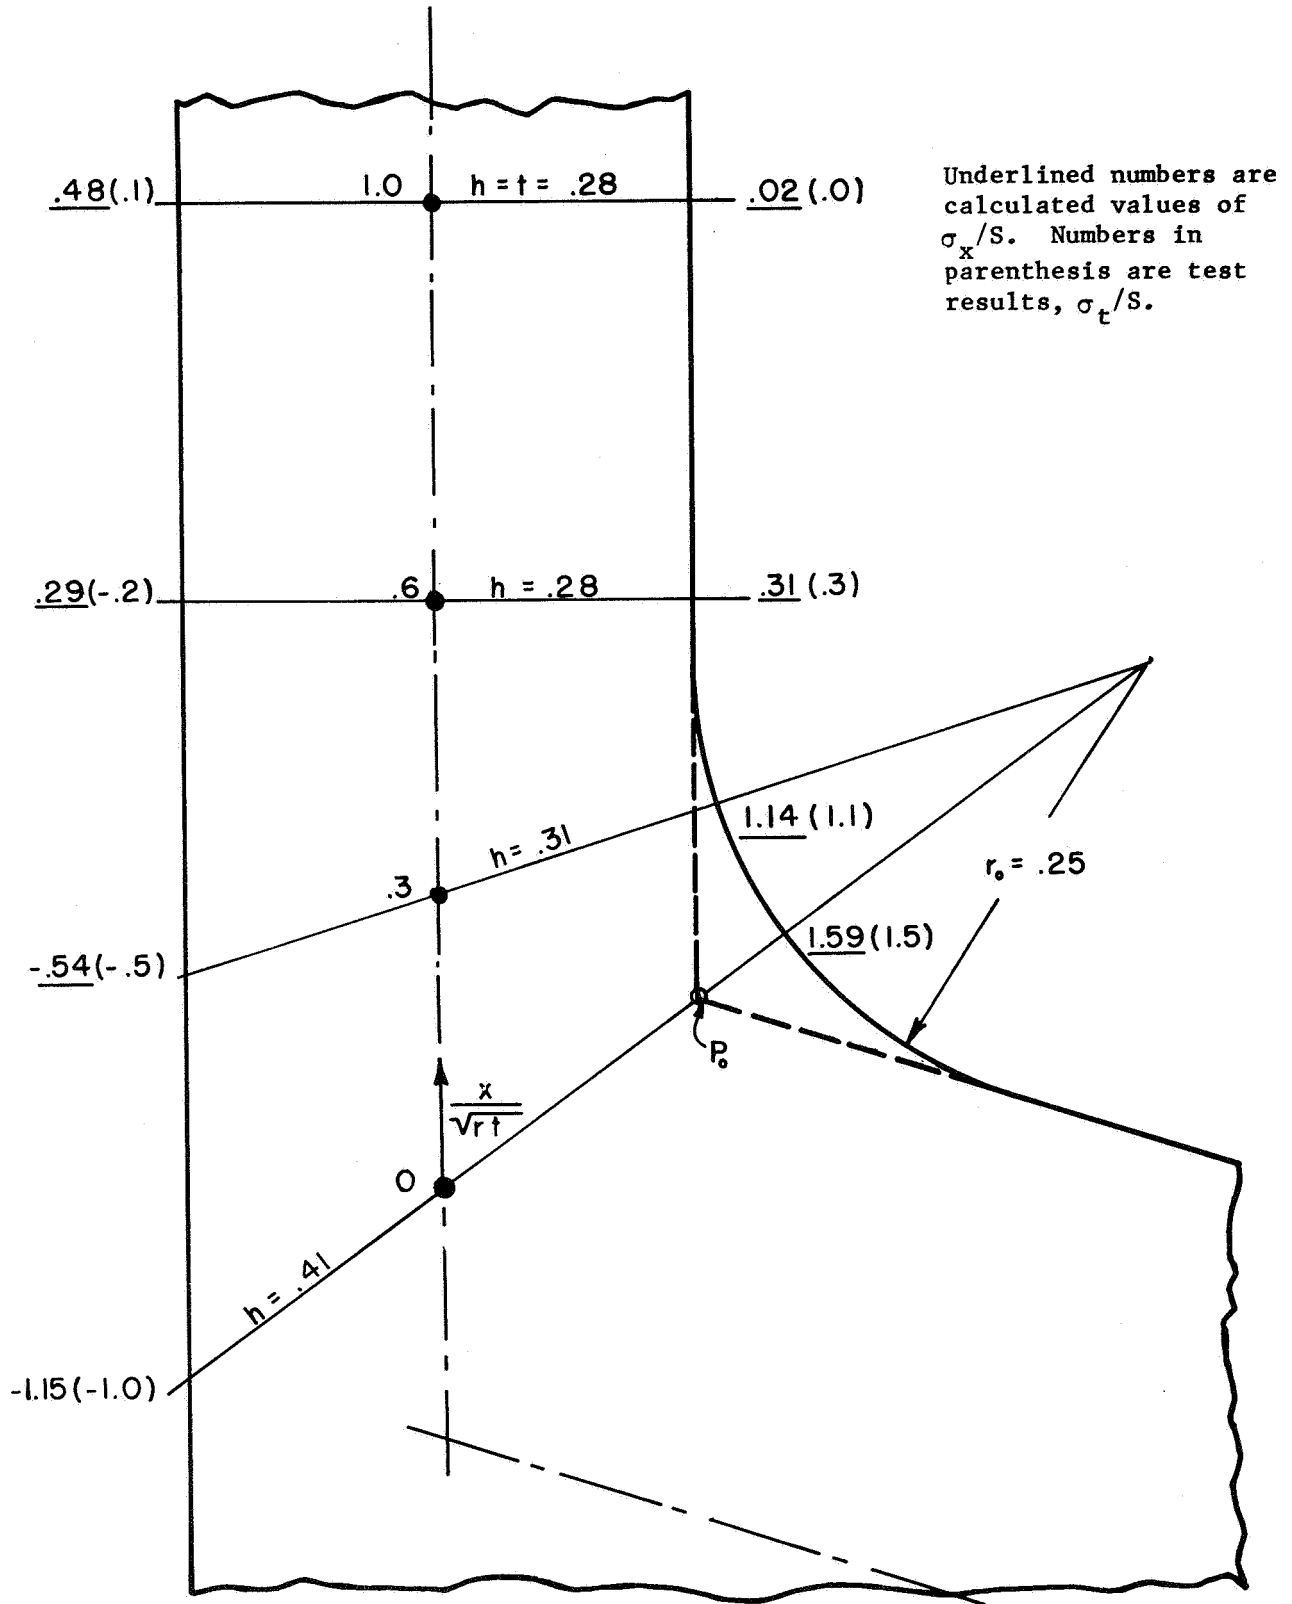 .48(.1)
1.0
h = t = .28
.02(.0)
Underlined numbers are
calculated values of
σx/S. Numbers in
parenthesis are test
results, σt/S.
.29(-.2)
.6
h = .28
.31(.3)
h = .31
1.14(1.1)
r₀ = .25
.3
1.59(1.5)
-.54(-.5)
P₀
x
√rt
0
h = .41
-1.15(-1.0)